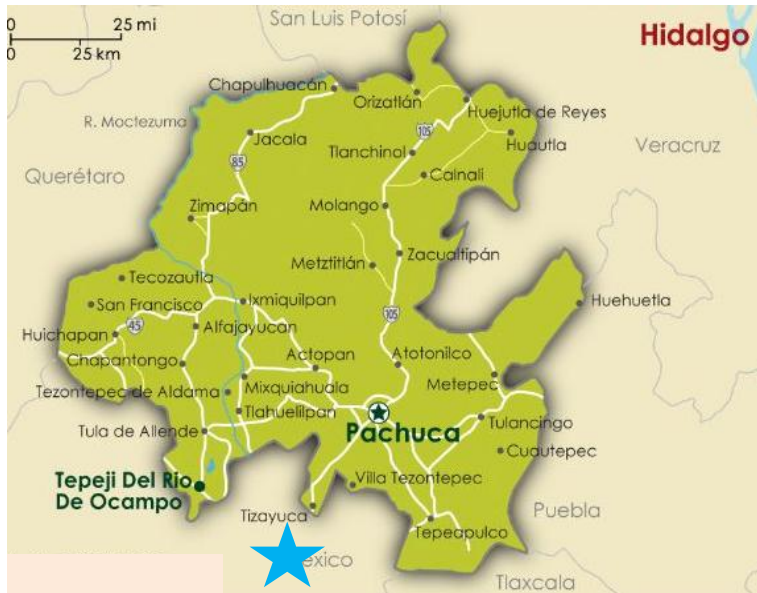 San Luis Potosí
0 25 mi
0 25 km
Hidalgo
Chapulhuacán
Orizatlán
Huejutla de Reyes
R. Moctezuma
Jacala
105
Tlanchinol
Huautla
Veracruz
85
Querétaro
Calnali
Zimapán
Molango
Zacualtipán
Metztitlán
Tecozautla
San Francisco
Ixmiquilpan
Huehuetla
105
Huichapan
45
Alfajayucan
Chapantongo
Actopan
Atotonilco
Tezontepec de Aldama
Mixquiahuala
Metepec
Tlahuelilpan
Tulancingo
Tula de Allende
Pachuca
Cuautepec
Tepeji Del Rio
De Ocampo
Villa Tezontepec
Tizayuca
Puebla
Tepeapulco
Tlaxcala